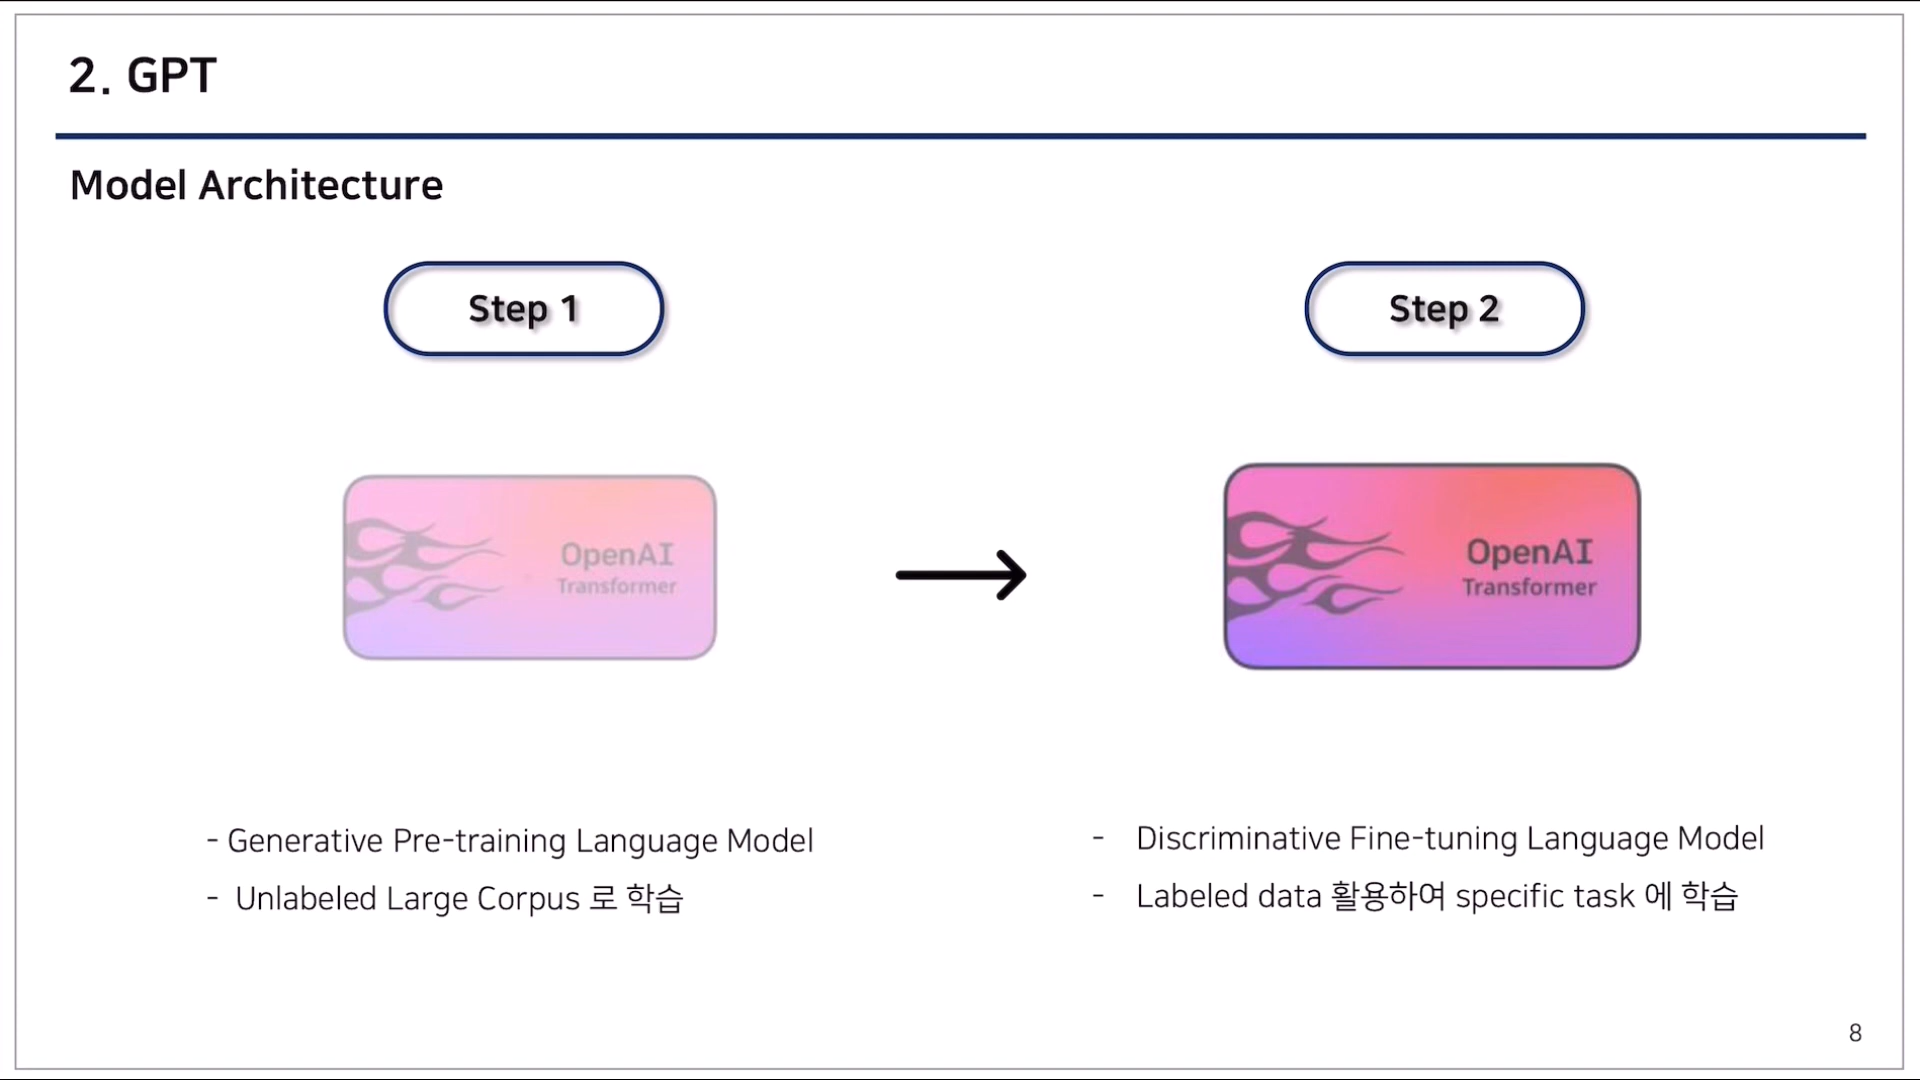 2. GPT
Model Architecture
Step 1
Step 2
OpenAI
Transformer
OpenAI
Transformer
- Generative Pre-training Language Model
- Unlabeled Large Corpus 로 학습
- Discriminative Fine-tuning Language Model
- Labeled data 활용하여 specific task 에 학습
8